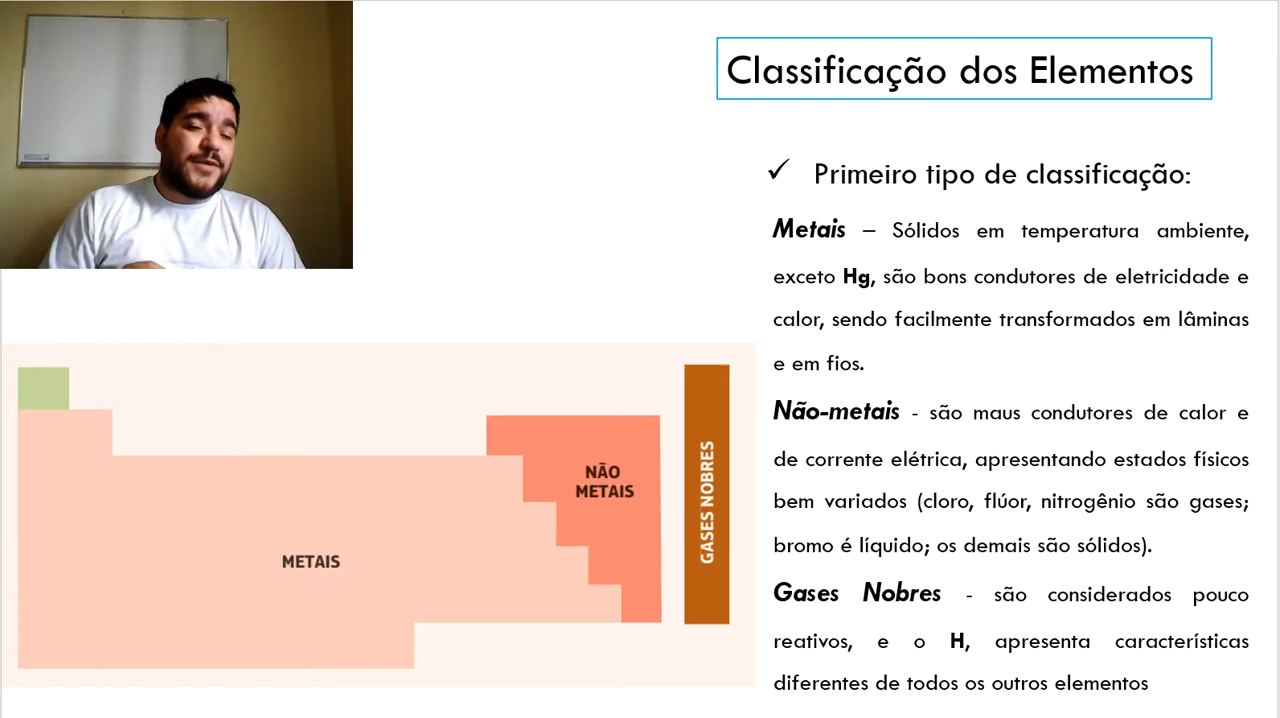 Classificação dos Elementos
✓ Primeiro tipo de classificação:
Metais – Sólidos em temperatura ambiente,
exceto Hg, são bons condutores de eletricidade e
calor, sendo facilmente transformados em lâminas
e em fios.
Não-metais - são maus condutores de calor e
de corrente elétrica, apresentando estados físicos
bem variados (cloro, flúor, nitrogênio são gases;
bromo é líquido; os demais são sólidos).
Gases Nobres - são considerados pouco
reativos, e o H, apresenta características
diferentes de todos os outros elementos
METAIS
NÃO
METAIS
GASES NOBRES